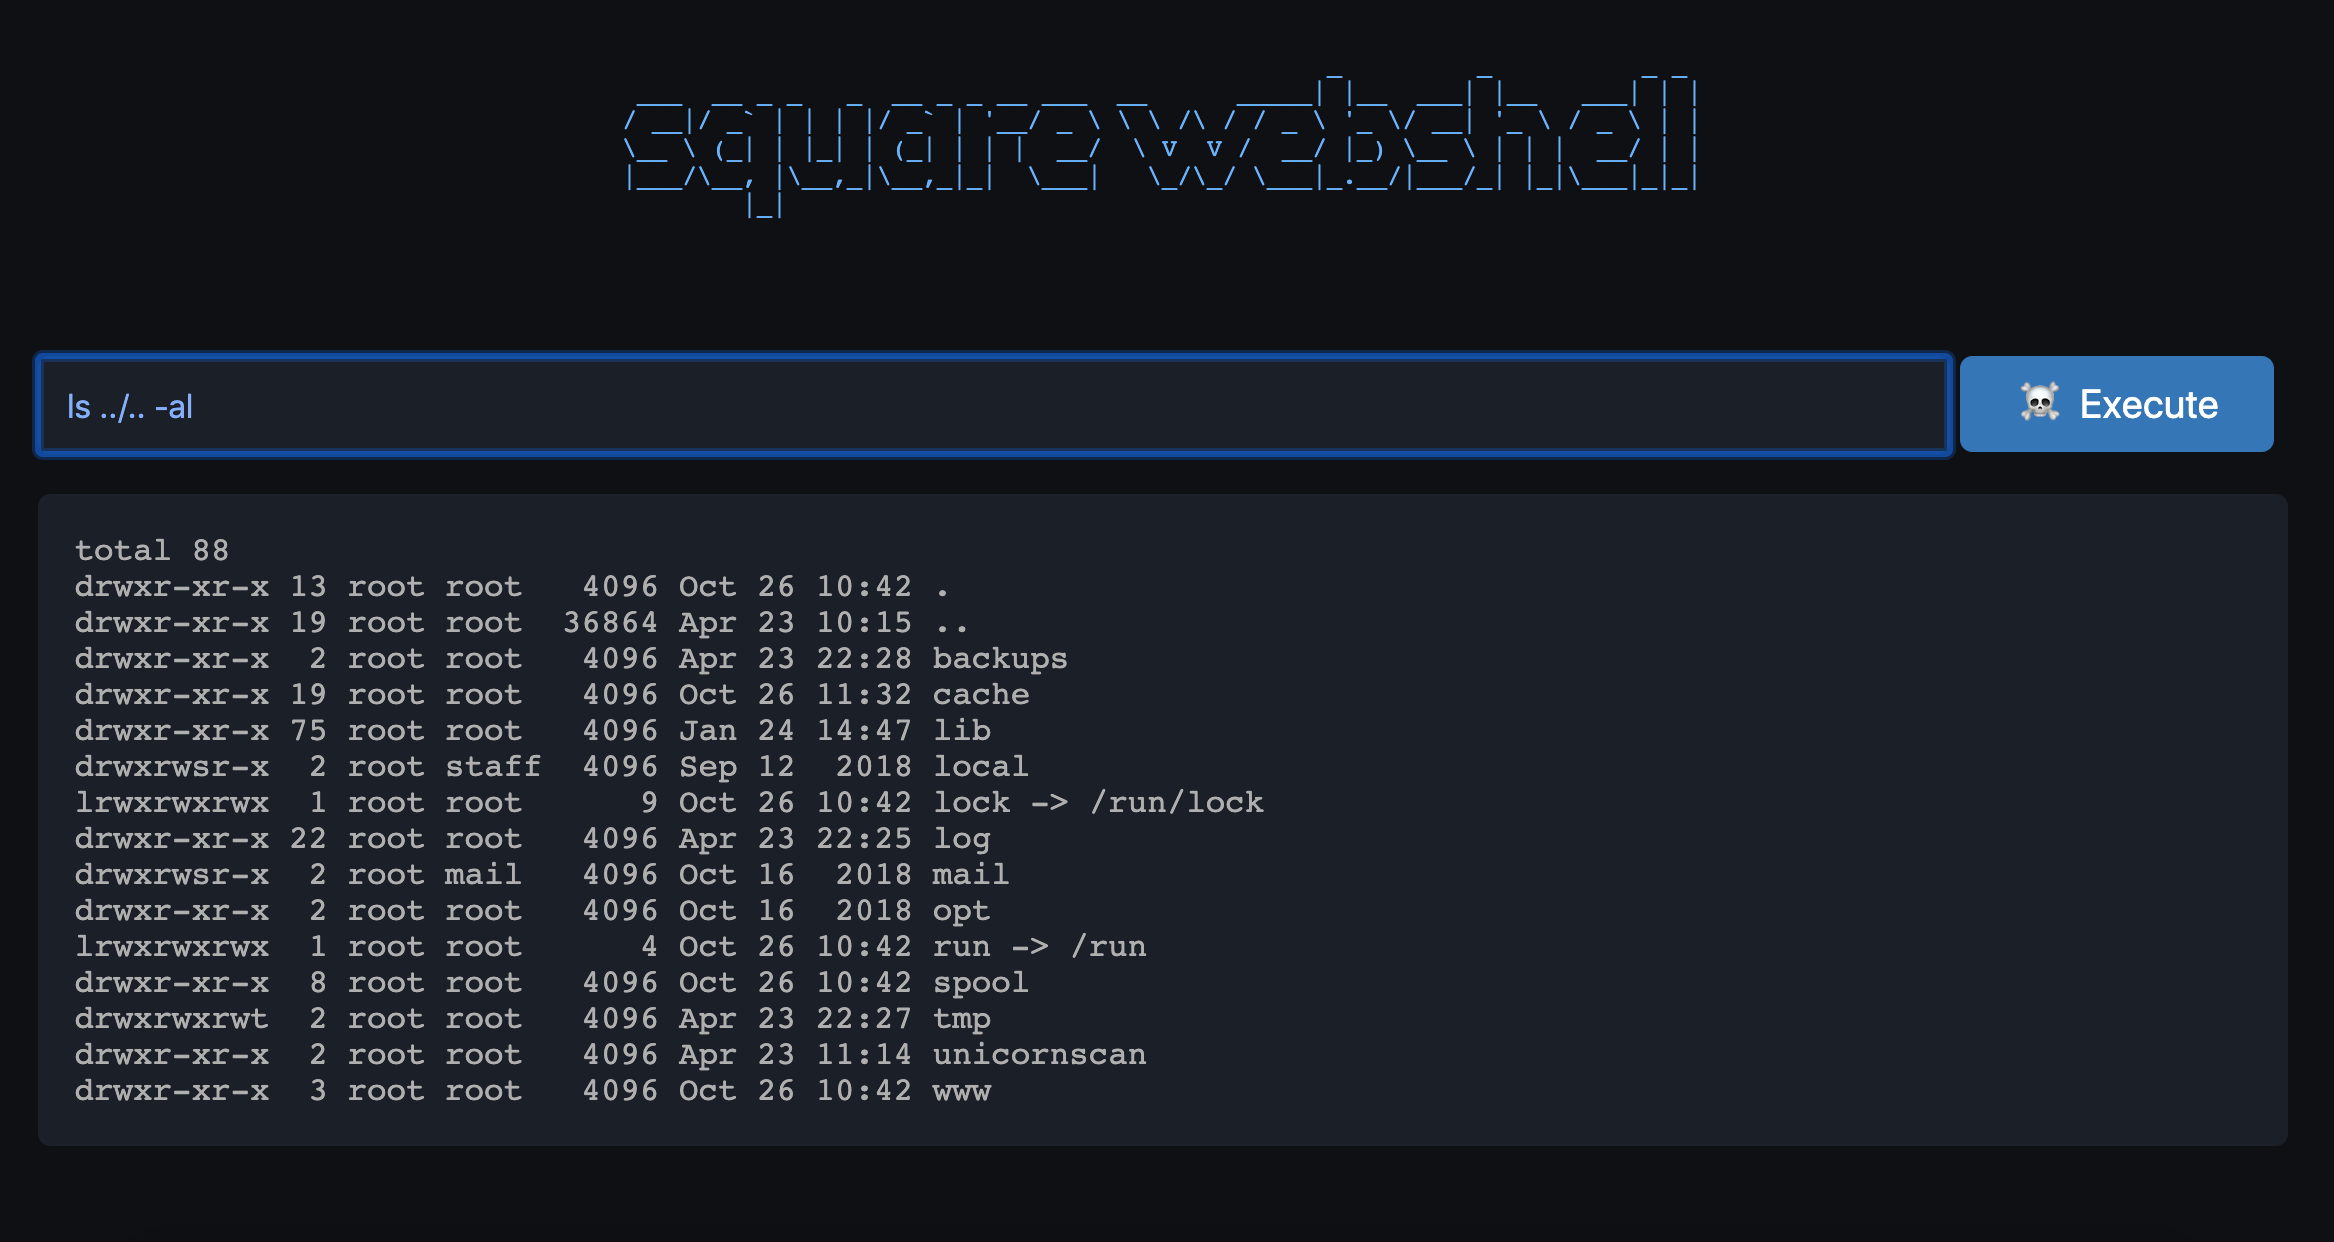 square webshell
ls ../.. -al
☠️ Execute
total 88
drwxr-xr-x 13 root root   4096 Oct 26 10:42 .
drwxr-xr-x 19 root root  36864 Apr 23 10:15 ..
drwxr-xr-x  2 root root   4096 Apr 23 22:28 backups
drwxr-xr-x 19 root root   4096 Oct 26 11:32 cache
drwxr-xr-x 75 root root   4096 Jan 24 14:47 lib
drwxrwsr-x  2 root staff  4096 Sep 12  2018 local
lrwxrwxrwx  1 root root      9 Oct 26 10:42 lock -> /run/lock
drwxr-xr-x 22 root root   4096 Apr 23 22:25 log
drwxrwsr-x  2 root mail   4096 Oct 16  2018 mail
drwxr-xr-x  2 root root   4096 Oct 16  2018 opt
lrwxrwxrwx  1 root root      4 Oct 26 10:42 run -> /run
drwxr-xr-x  8 root root   4096 Oct 26 10:42 spool
drwxrwxrwt  2 root root   4096 Apr 23 22:27 tmp
drwxr-xr-x  2 root root   4096 Apr 23 11:14 unicornscan
drwxr-xr-x  3 root root   4096 Oct 26 10:42 www